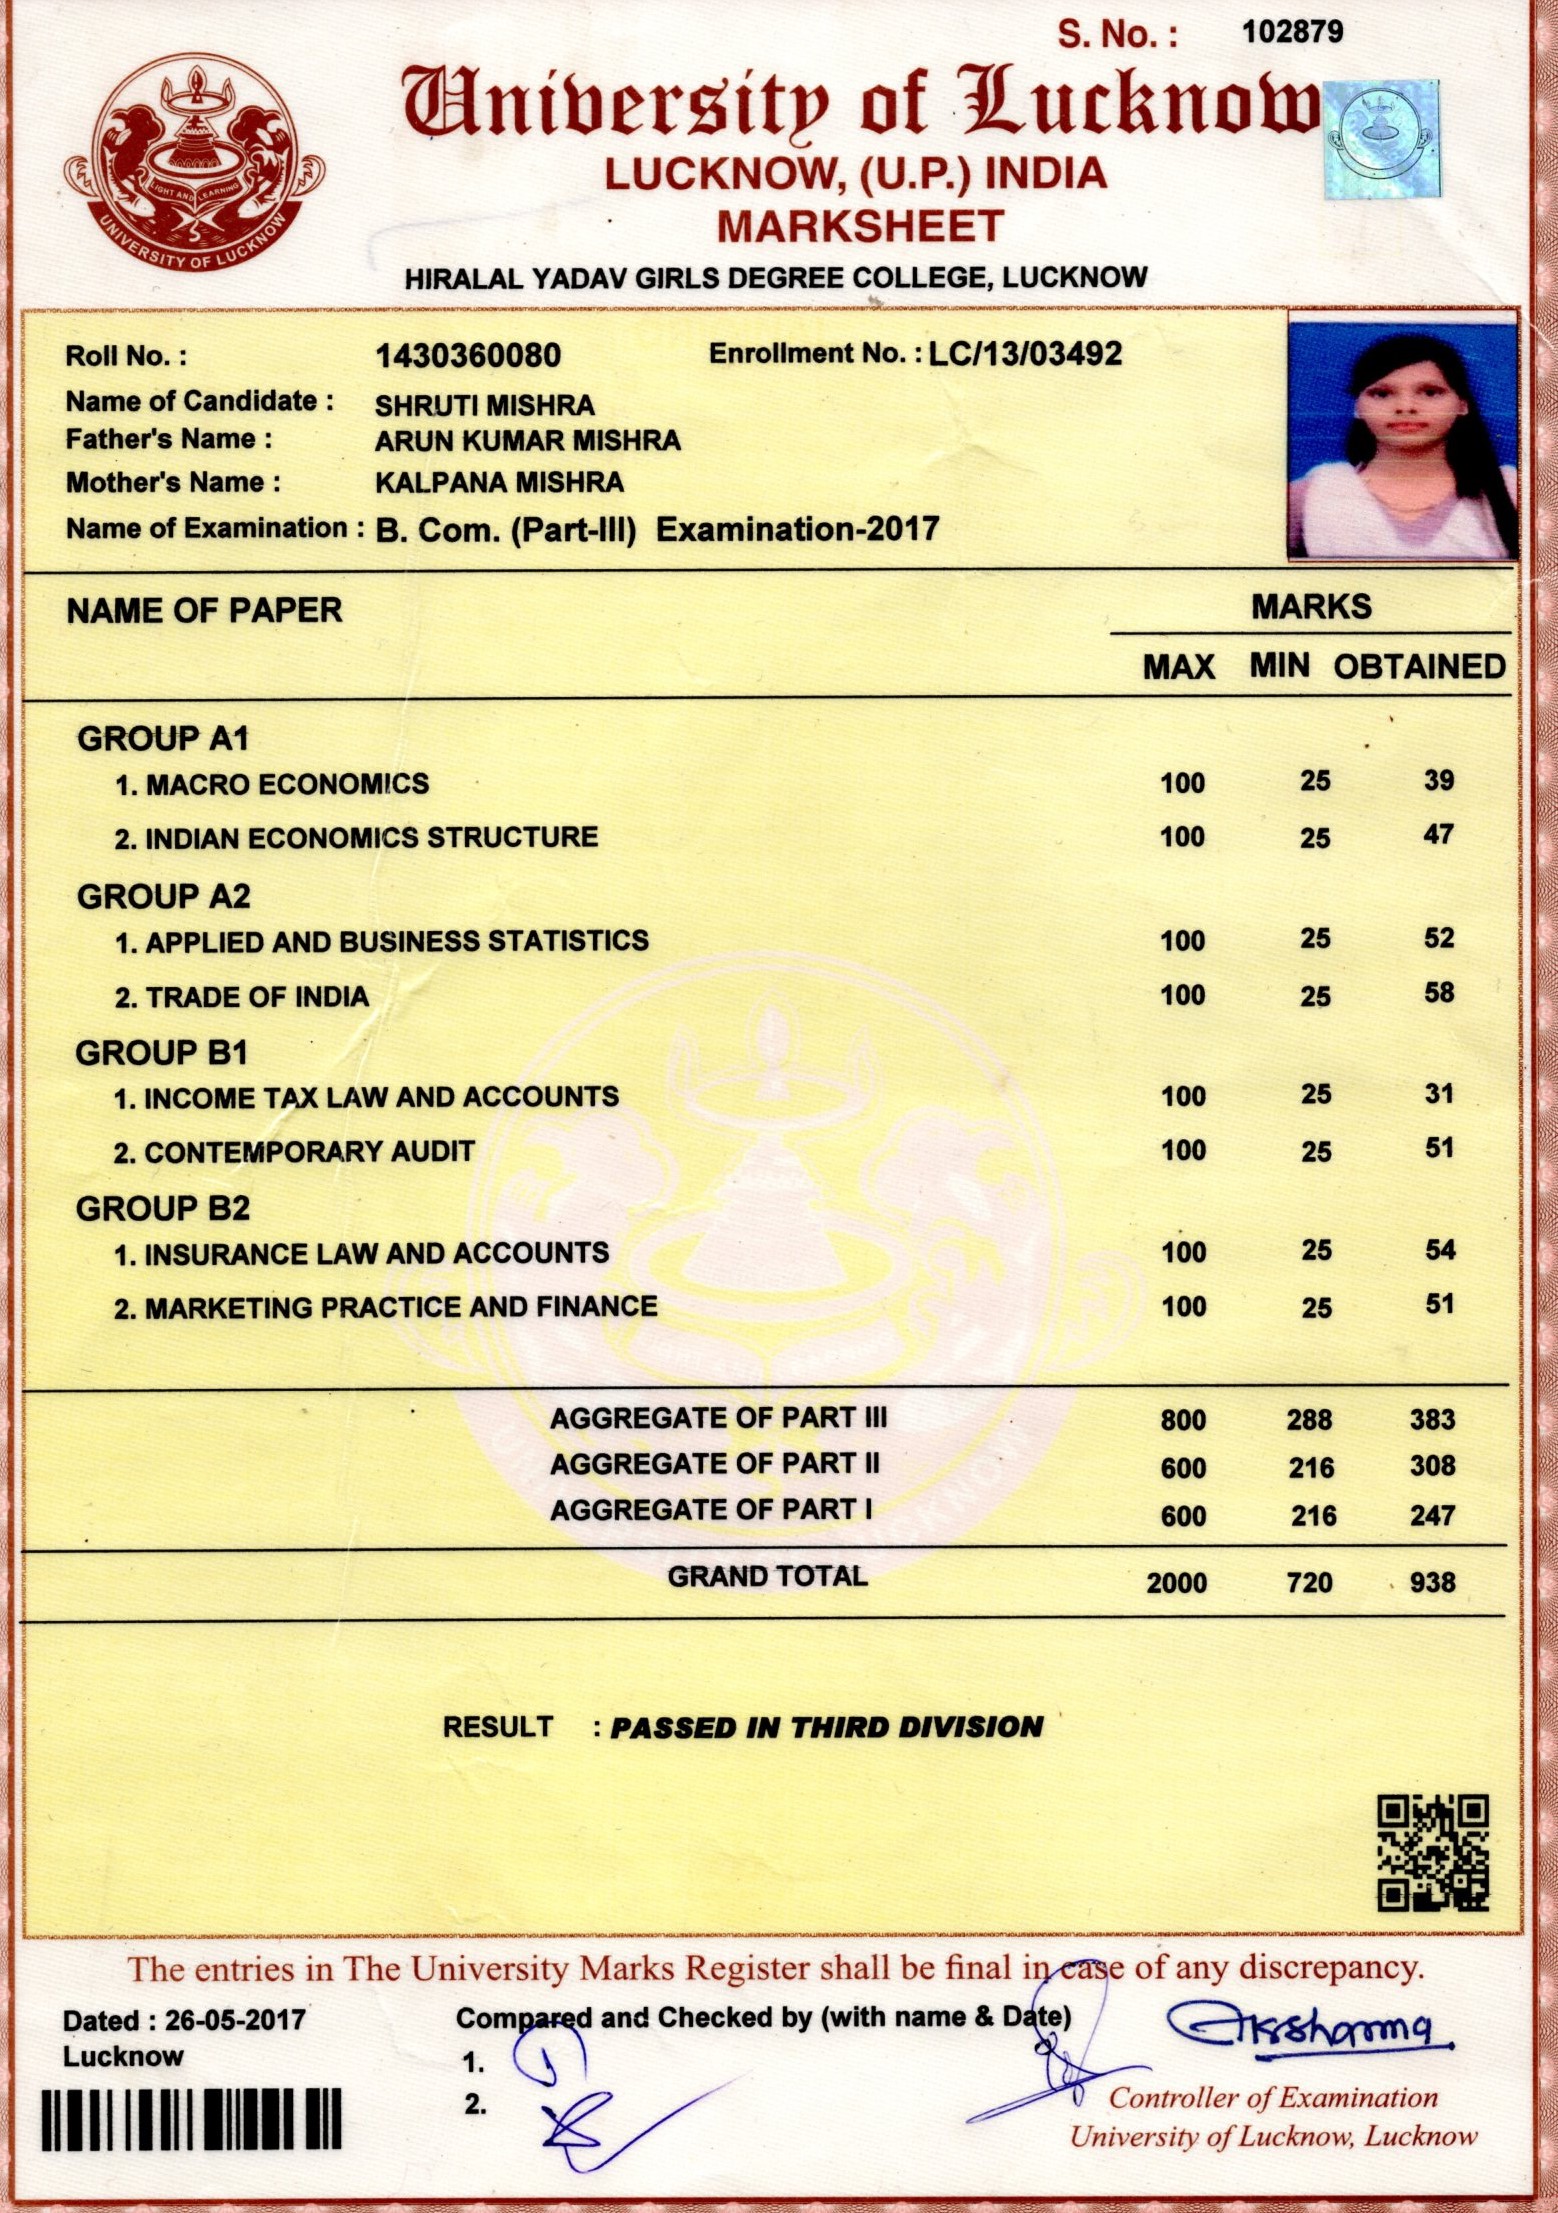 S. No. : 102879
University of Lucknow
LUCKNOW, (U.P.) INDIA
MARKSHEET
HIRALAL YADAV GIRLS DEGREE COLLEGE, LUCKNOW
LIGHT AND LEARNING
UNIVERSITY OF LUCKNOW
Roll No. : 1430360080 Enrollment No. : LC/13/03492
Name of Candidate : SHRUTI MISHRA
Father's Name : ARUN KUMAR MISHRA
Mother's Name : KALPANA MISHRA
Name of Examination : B. Com. (Part-III) Examination-2017
NAME OF PAPER MARKS
MAX MIN OBTAINED
GROUP A1
1. MACRO ECONOMICS 100 25 39
2. INDIAN ECONOMICS STRUCTURE 100 25 47
GROUP A2
1. APPLIED AND BUSINESS STATISTICS 100 25 52
2. TRADE OF INDIA 100 25 58
GROUP B1
1. INCOME TAX LAW AND ACCOUNTS 100 25 31
2. CONTEMPORARY AUDIT 100 25 51
GROUP B2
1. INSURANCE LAW AND ACCOUNTS 100 25 54
2. MARKETING PRACTICE AND FINANCE 100 25 51
AGGREGATE OF PART III 800 288 383
AGGREGATE OF PART II 600 216 308
AGGREGATE OF PART I 600 216 247
GRAND TOTAL 2000 720 938
RESULT : PASSED IN THIRD DIVISION
The entries in The University Marks Register shall be final in case of any discrepancy.
Dated : 26-05-2017 Compared and Checked by (with name & Date)
Lucknow
1.
2.
Controller of Examination
University of Lucknow, Lucknow